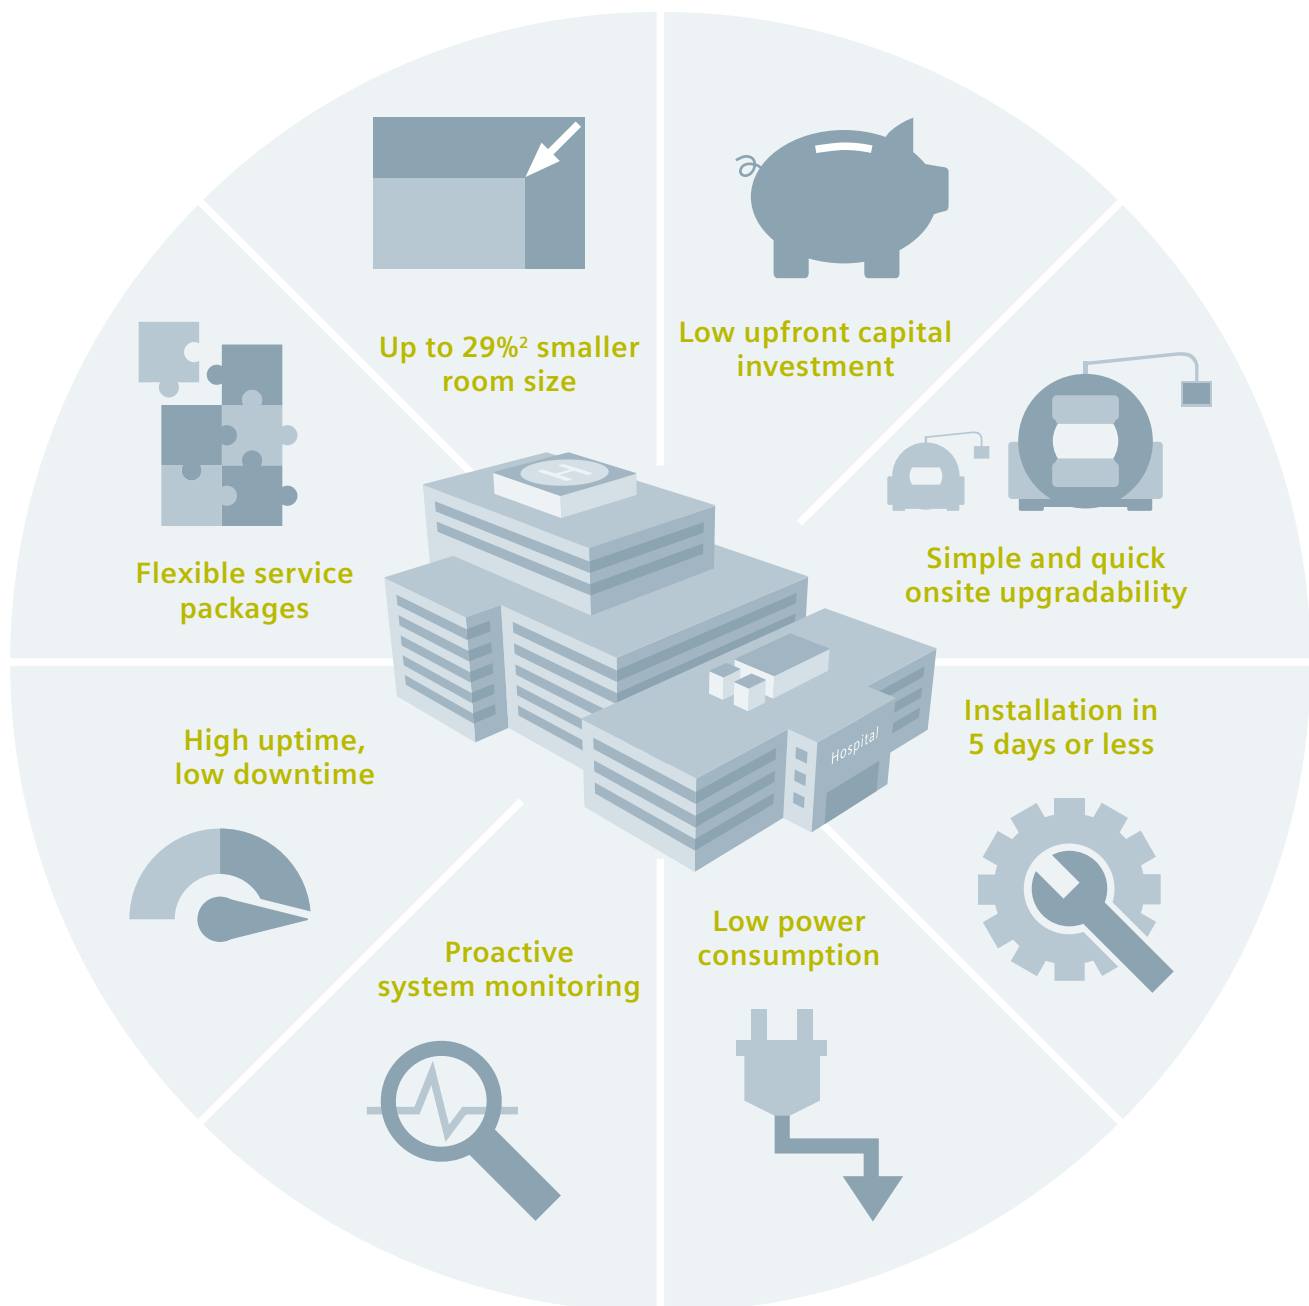 Up to 29%² smaller
room size
Low upfront capital
investment
Simple and quick
onsite upgradability
Flexible service
packages
H
Hospital
Installation in
5 days or less
High uptime,
low downtime
Low power
consumption
Proactive
system monitoring